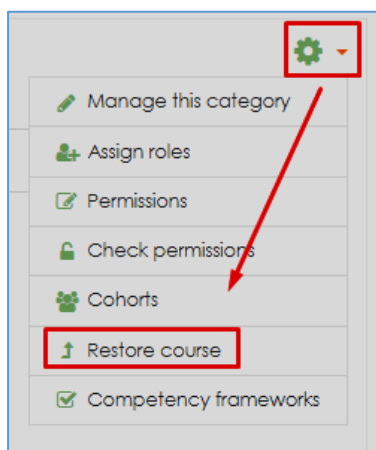 Manage this category
Assign roles
Permissions
Check permissions
Cohorts
Restore course
Competency frameworks